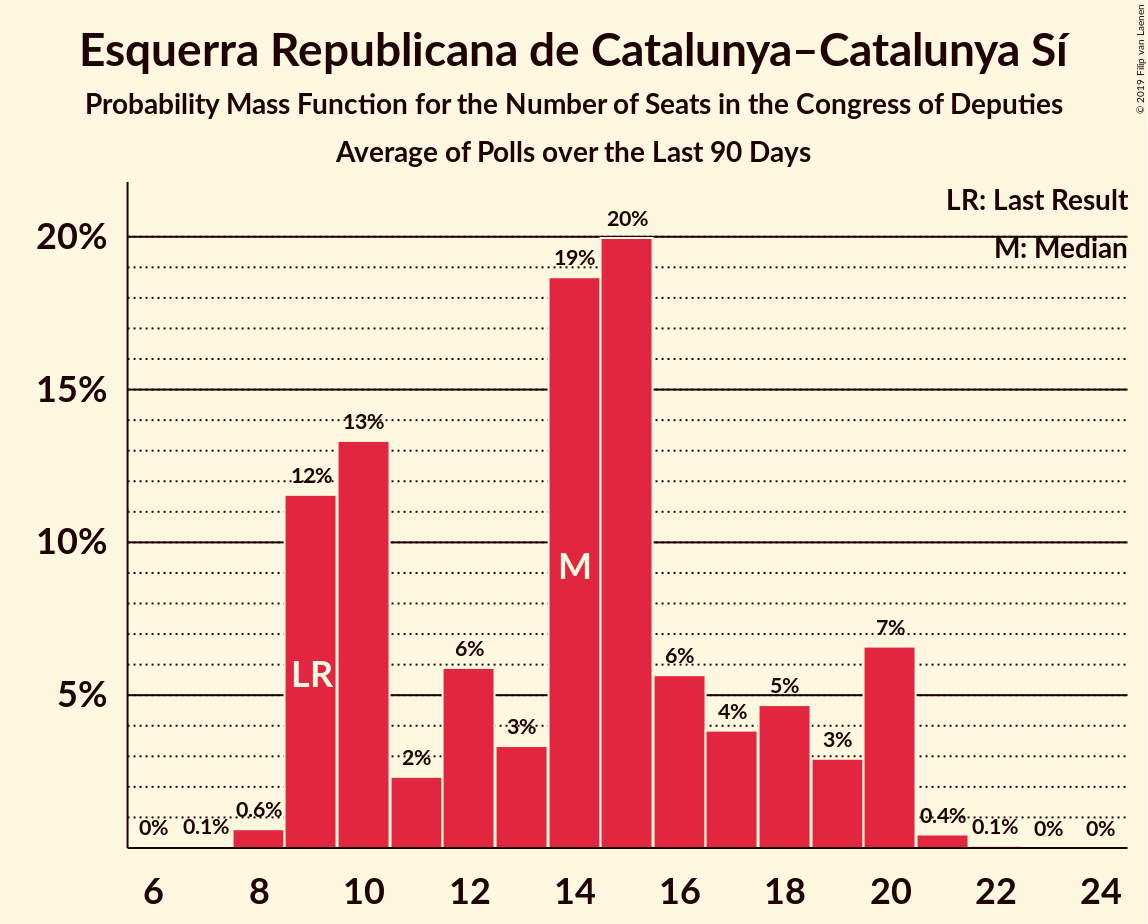 Esquerra Republicana de Catalunya–Catalunya Sí
Probability Mass Function for the Number of Seats in the Congress of Deputies
Average of Polls over the Last 90 Days
© 2019 Filip van Laenen
LR: Last Result
M: Median
20%
15%
10%
5%
0%
0.1%
0.6%
12%
13%
2%
6%
3%
19%
20%
6%
4%
5%
3%
7%
0.4%
0.1%
0%
0%
LR
M
6 8 10 12 14 16 18 20 22 24